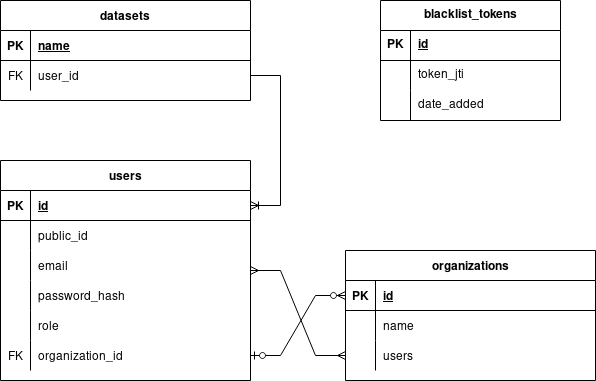 datasets
PK name
FK user_id
blacklist_tokens
PK id
token_jti
date_added
users
PK id
public_id
email
password_hash
role
FK organization_id
organizations
PK id
name
users